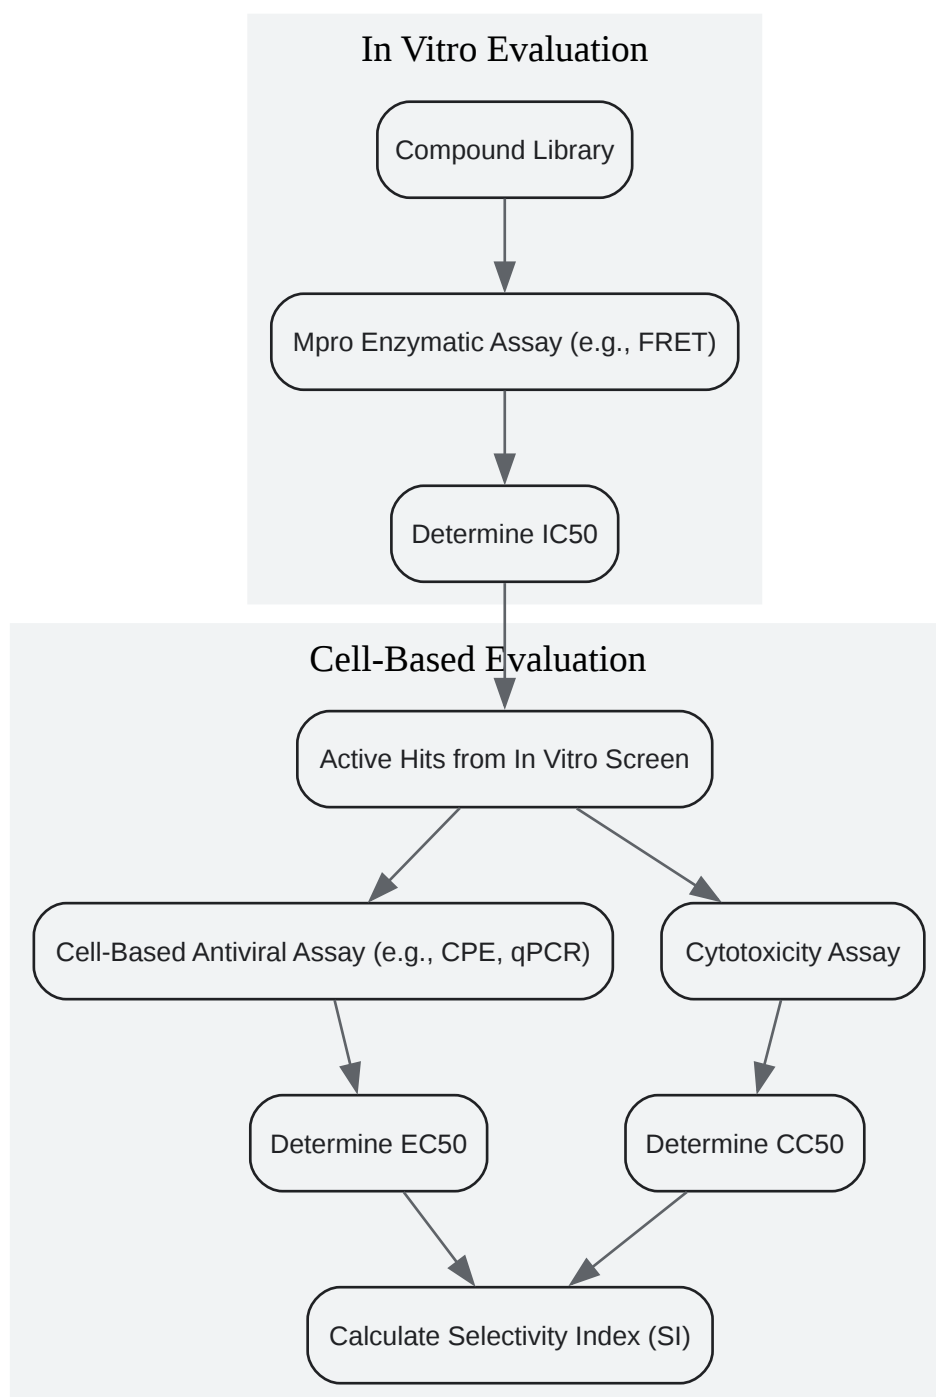 In Vitro Evaluation
Compound Library
Mpro Enzymatic Assay (e.g., FRET)
Determine IC50
Cell-Based Evaluation
Active Hits from In Vitro Screen
Cell-Based Antiviral Assay (e.g., CPE, qPCR)
Cytotoxicity Assay
Determine EC50
Determine CC50
Calculate Selectivity Index (SI)